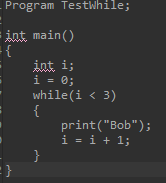 Program TestWhile;
int main()
{
int i;
i = 0;
while(i < 3)
{
print("Bob");
i = i + 1;
}
}